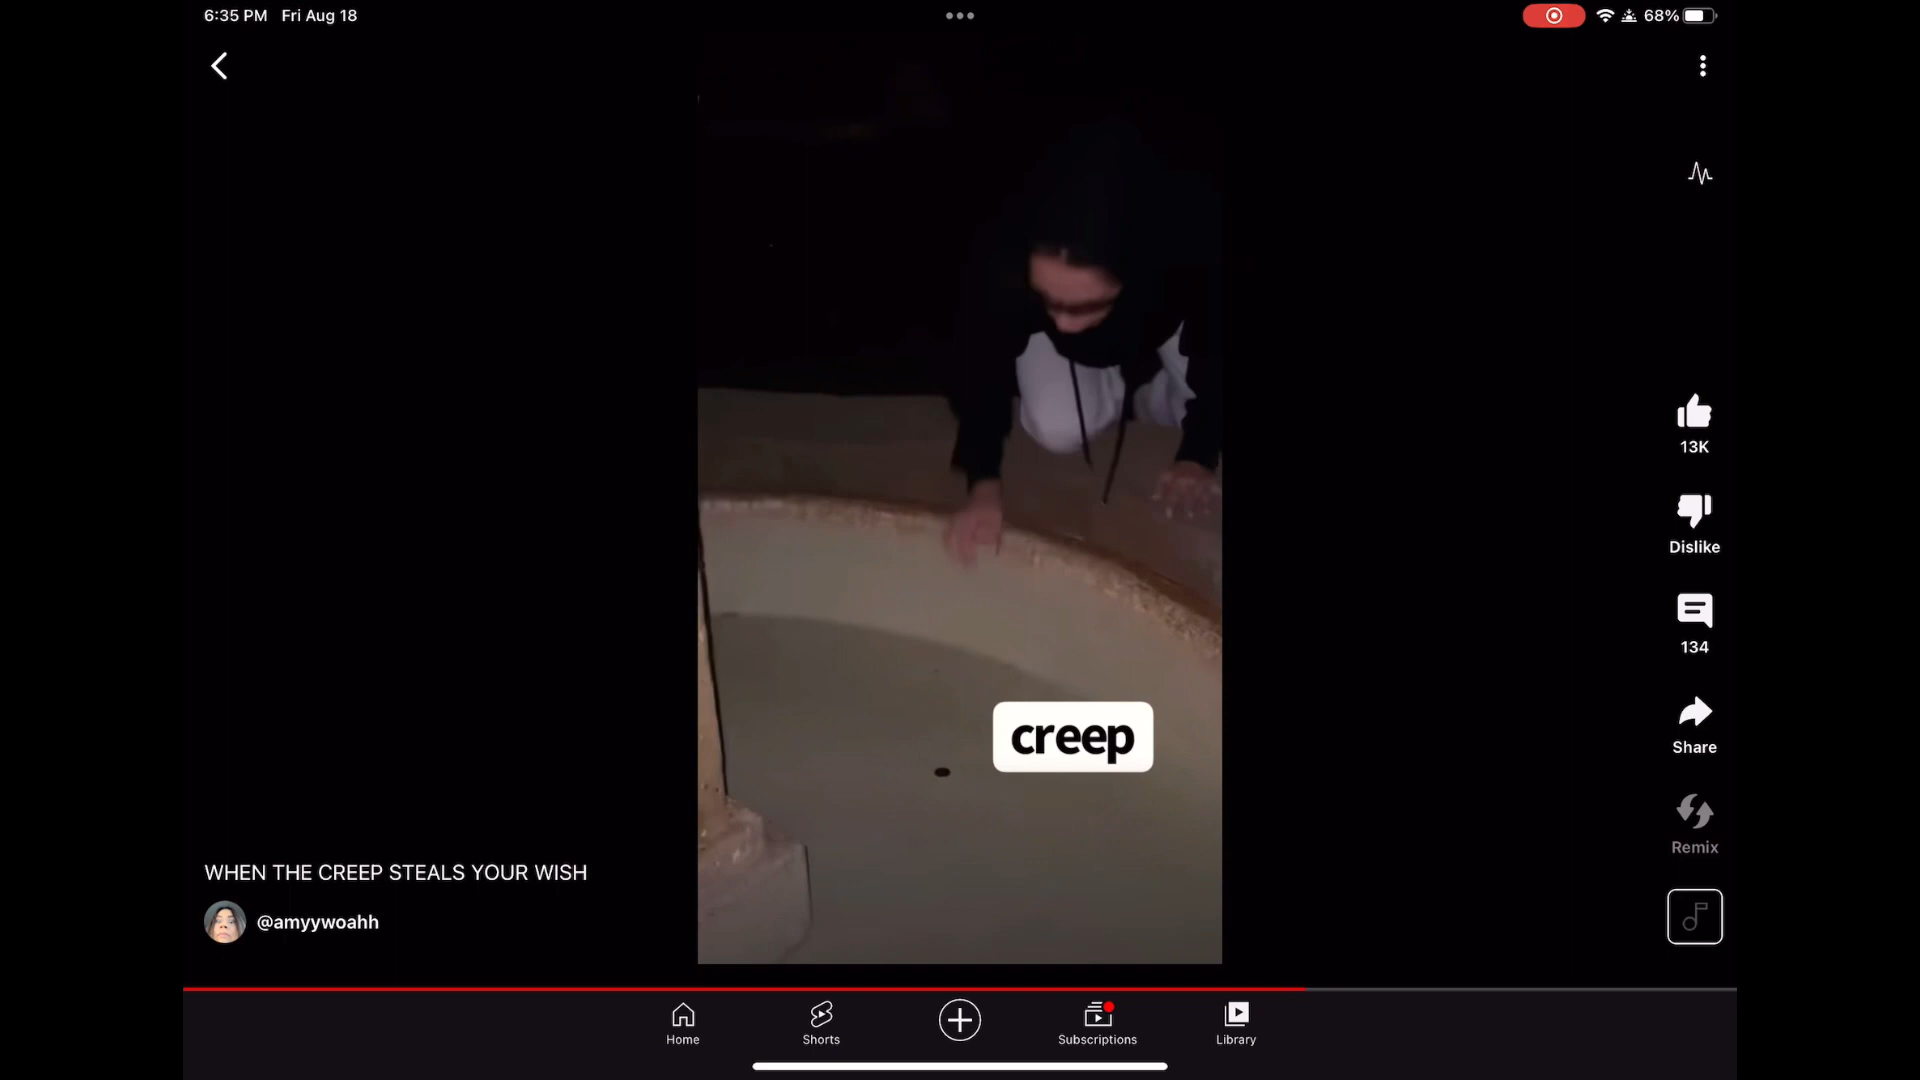 6:35 PM Fri Aug 18
68%
13K
Dislike
134
Share
creep
Remix
WHEN THE CREEP STEALS YOUR WISH
@amyywoahh
Home
Shorts
Subscriptions
Library